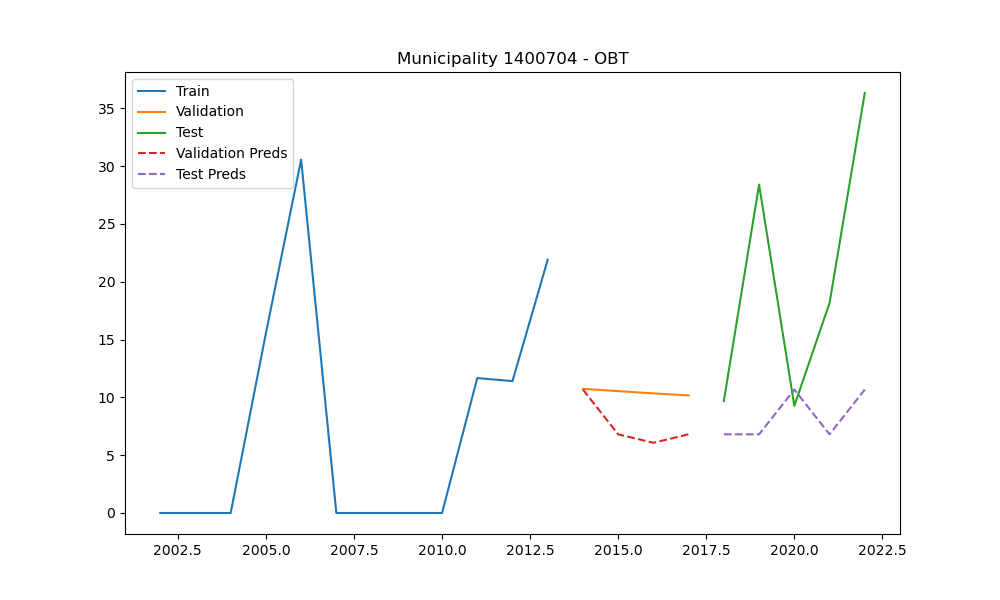 Municipality 1400704 - OBT
Train
Validation
Test
Validation Preds
Test Preds
35
30
25
20
15
10
5
0
2002.5 2005.0 2007.5 2010.0 2012.5 2015.0 2017.5 2020.0 2022.5